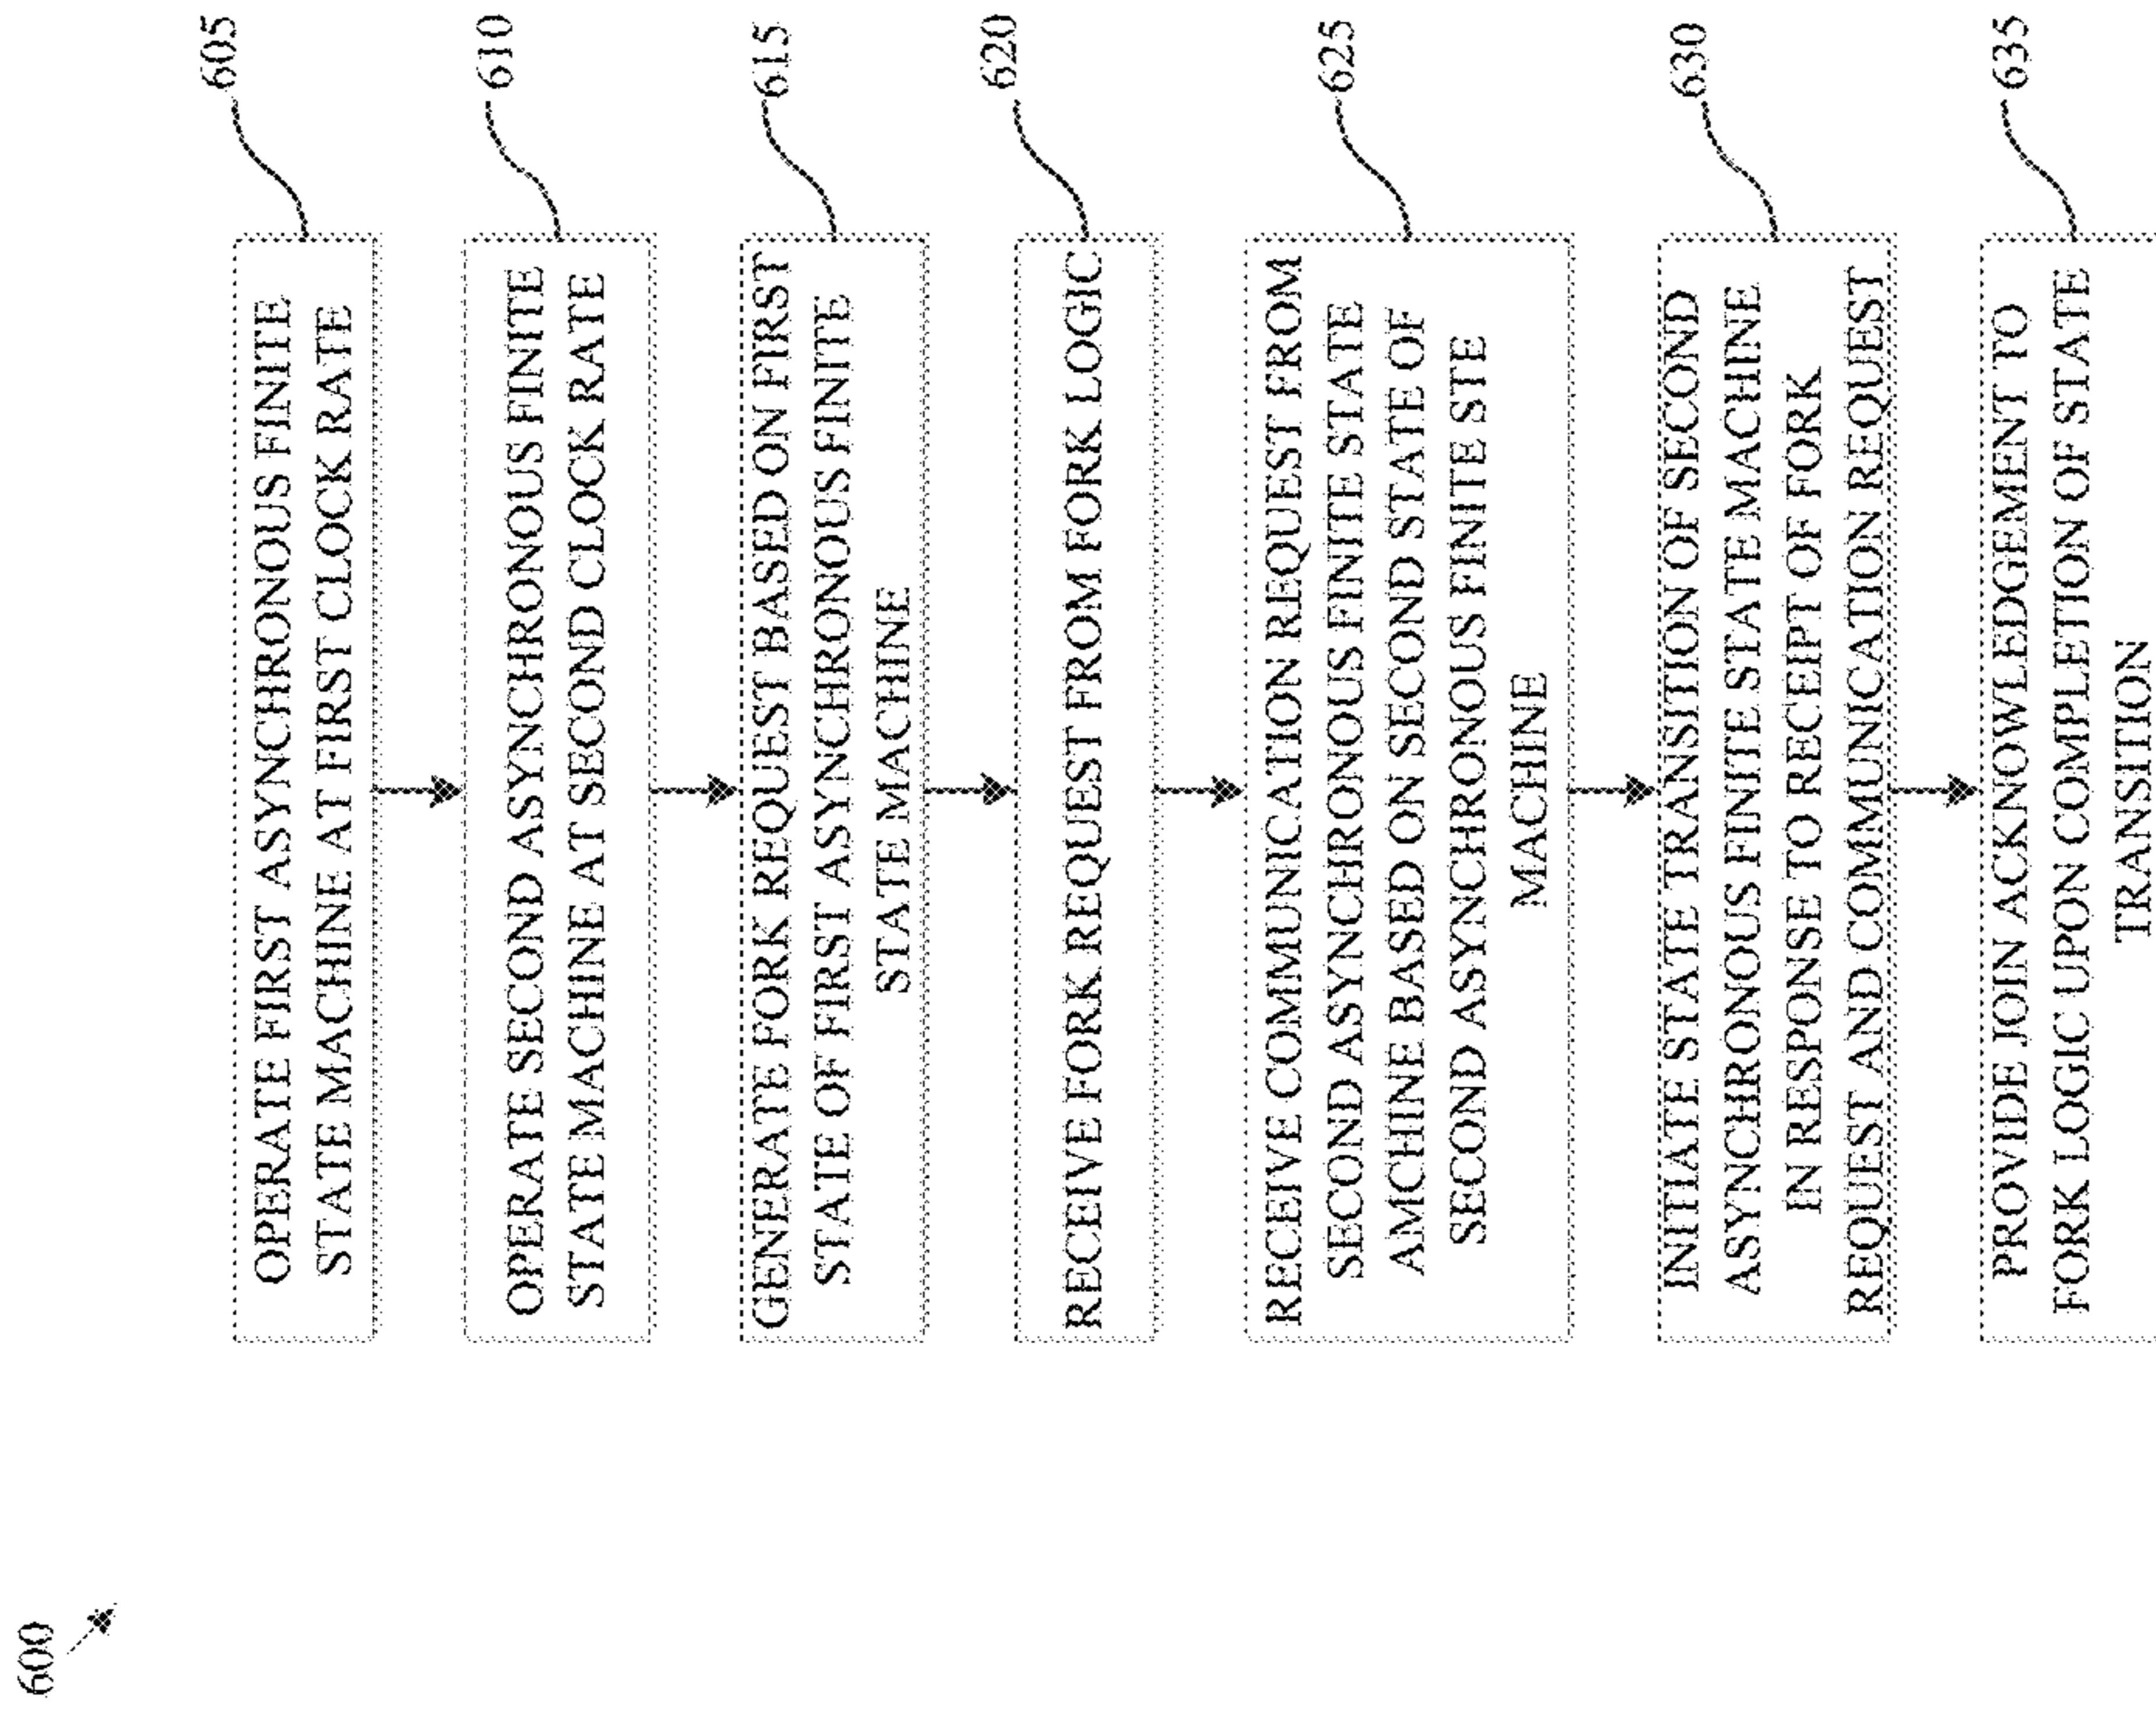 600
605
OPERATE FIRST ASYNCHRONOUS FINITE
STATE MACHINE AT FIRST CLOCK RATE
610
OPERATE SECOND ASYNCHRONOUS FINITE
STATE MACHINE AT SECOND CLOCK RATE
615
GENERATE FORK REQUEST BASED ON FIRST
STATE OF FIRST ASYNCHRONOUS FINITE
STATE MACHINE
620
RECEIVE FORK REQUEST FROM FORK LOGIC
625
RECEIVE COMMUNICATION REQUEST FROM
SECOND ASYNCHRONOUS FINITE STATE
AMCHINE BASED ON SECOND STATE OF
SECOND ASYNCHRONOUS FINITE STE
MACHINE
630
INITIATE STATE TRANSITION OF SECOND
ASYNCHRONOUS FINITE STATE MACHINE
IN RESPONSE TO RECEIPT OF FORK
REQUEST AND COMMUNICATION REQUEST
635
PROVIDE JOIN ACKNOWLEDGEMENT TO
FORK LOGIC UPON COMPLETION OF STATE
TRANSITION